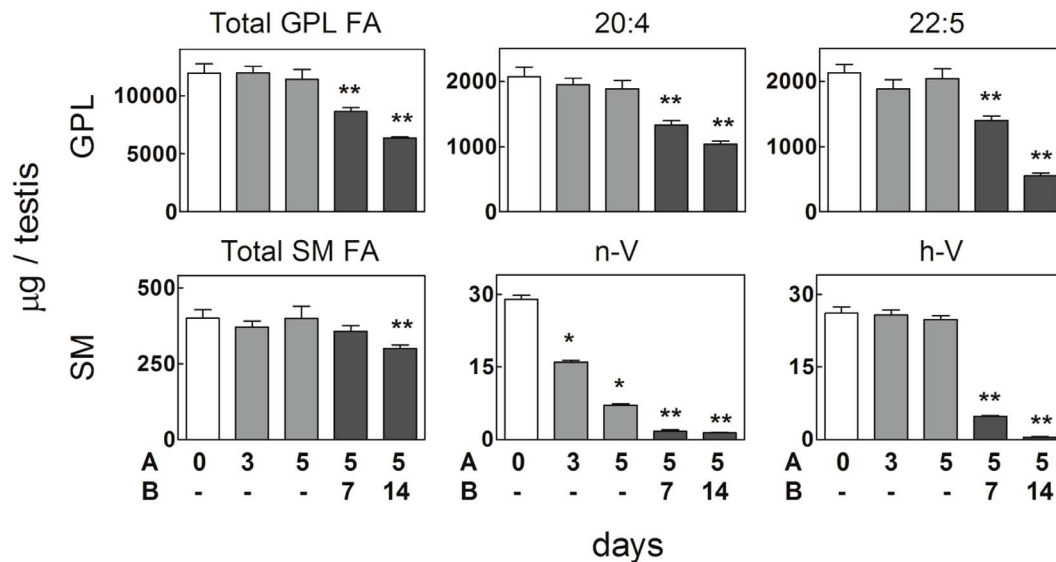 Total GPL FA 20:4 22:5
10000 2000 2000
** ** ** ** ** **
5000 1000 1000
0 0 0
GPL
Total SM FA n-V h-V
500 30 30
** * * ** ** ** **
250 15 15
0 0 0
SM
µg / testis
A 0 3 5 5 5 0 3 5 5 5 0 3 5 5 5
B - - - 7 14 - - - 7 14 - - - 7 14
days